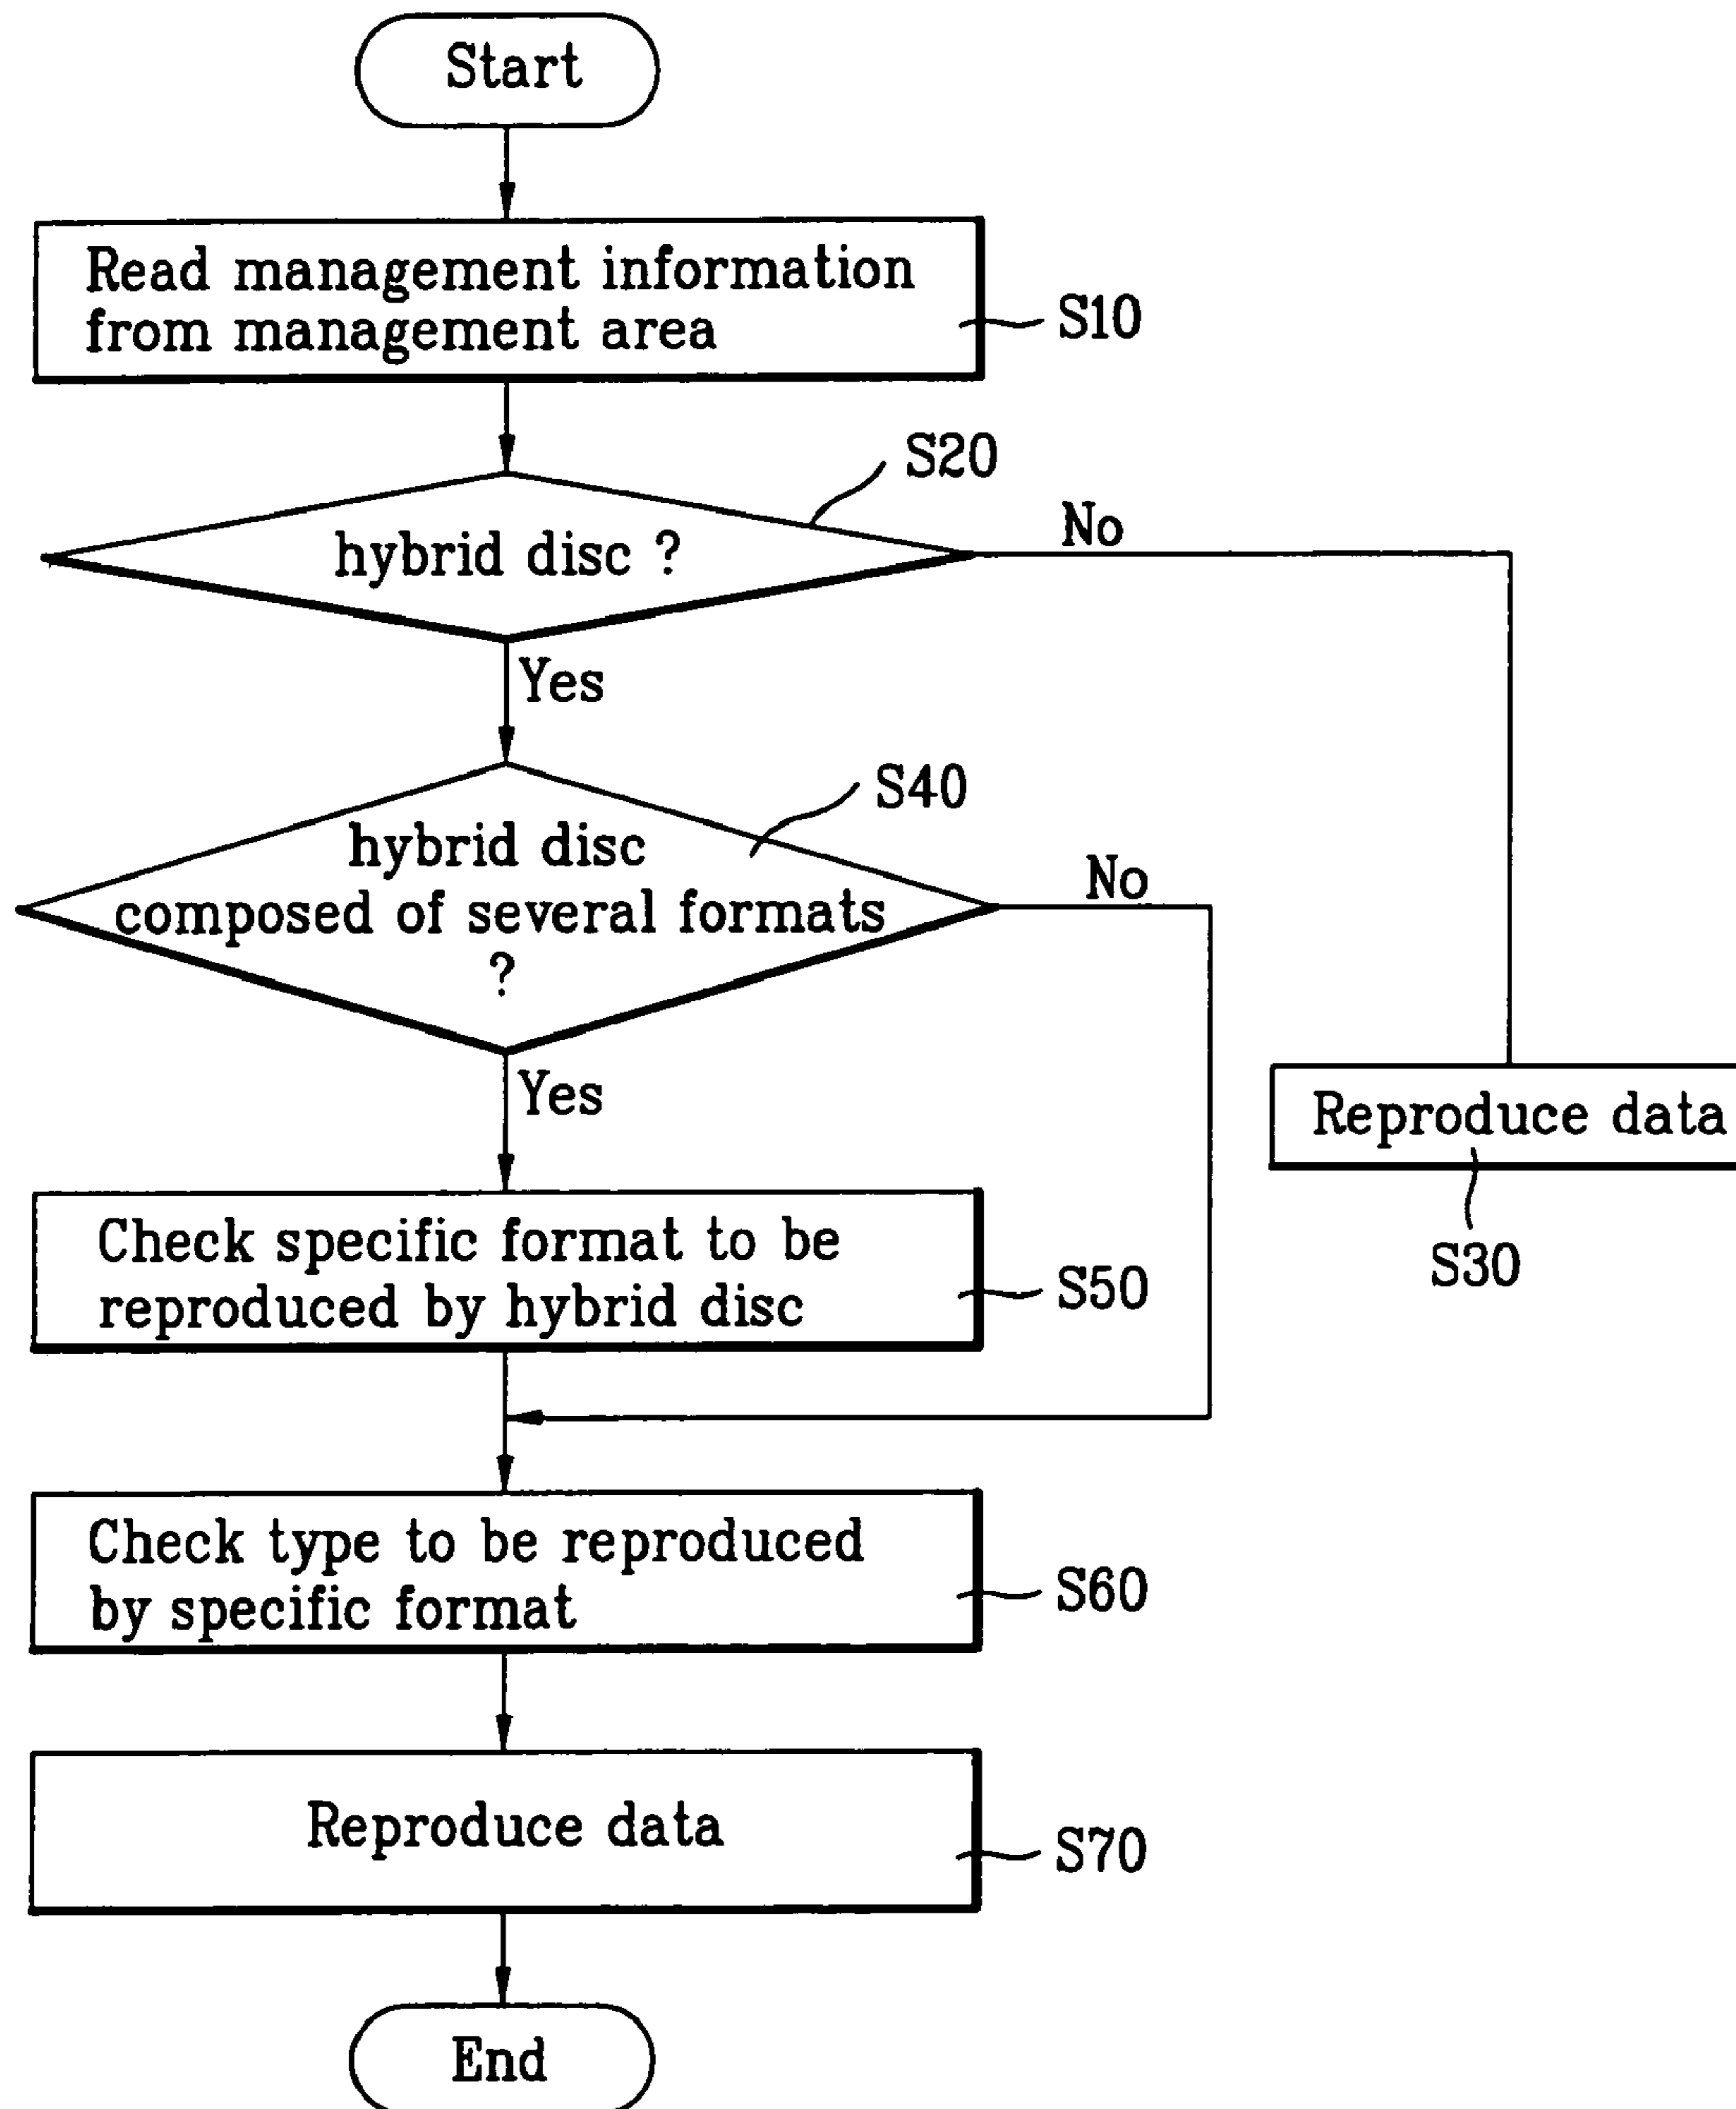 Start
Read management information
from management area
S10
S20
hybrid disc ?
No
Yes
S40
hybrid disc
composed of several formats
?
No
Yes
Reproduce data
S30
Check specific format to be
reproduced by hybrid disc
S50
Check type to be reproduced
by specific format
S60
Reproduce data
S70
End